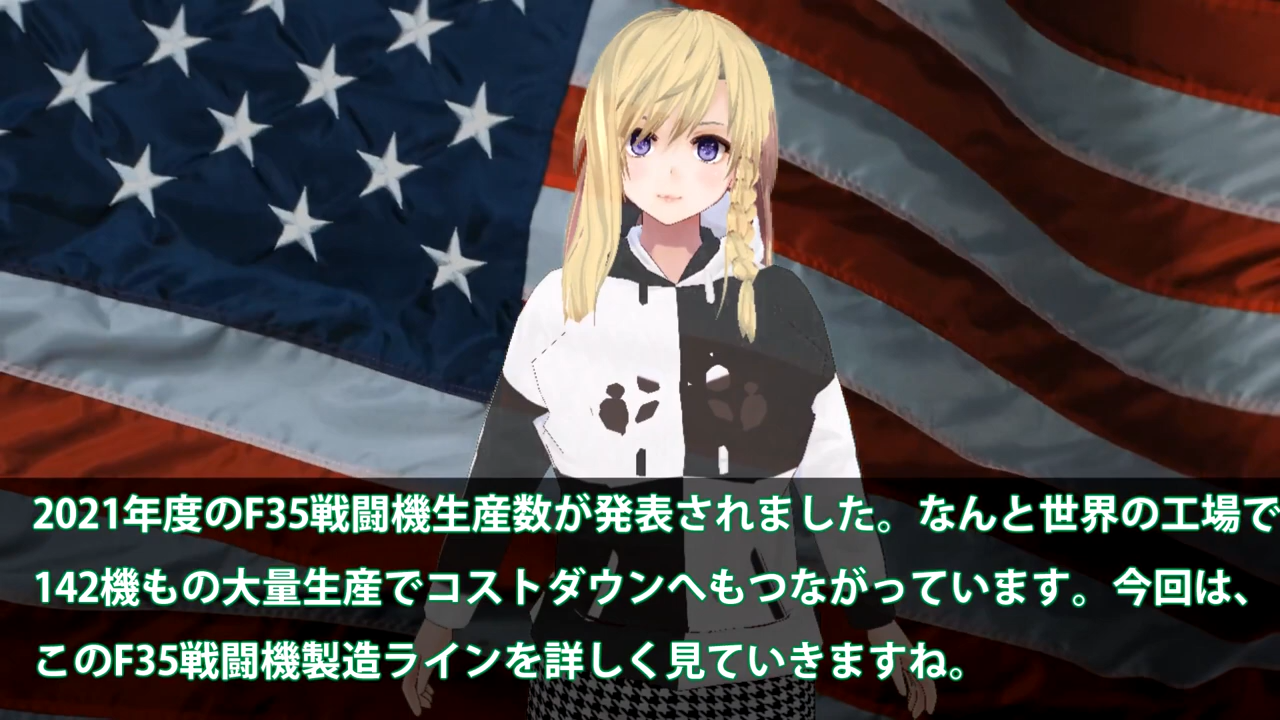 2021年度のF35戦闘機生産数が発表されました。なんと世界の工場で
142機もの大量生産でコストダウンへもつながっています。今回は、
このF35戦闘機製造ラインを詳しく見ていきますね。